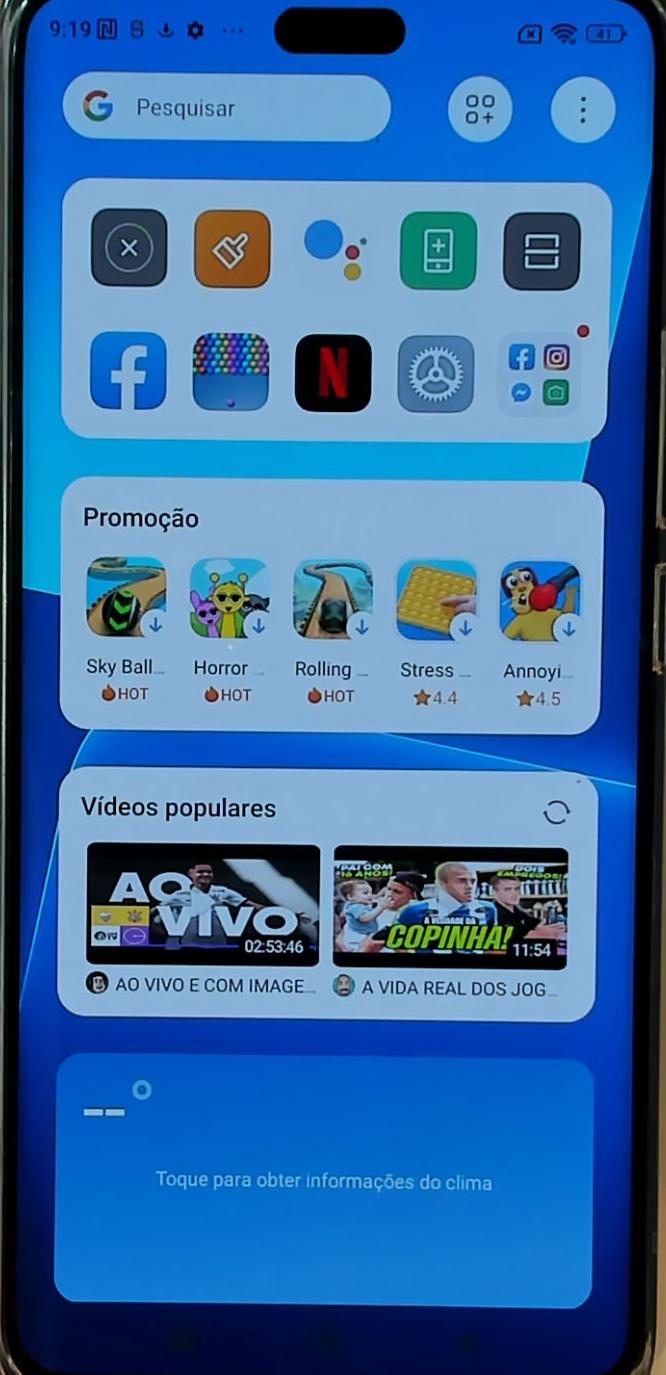 9:19
41
Pesquisar
Promoção
Sky Ball...
Horror ...
Rolling ...
Stress ...
Annoyi...
HOT
HOT
HOT
4.4
4.5
Vídeos populares
PAI COM
16 ANOS!
DOIS
EMPREGOS!
AO
VIVO
02:53:46
A VERDADE DA
COPINHA!
11:54
AO VIVO E COM IMAGE...
A VIDA REAL DOS JOG...
Toque para obter informações do clima